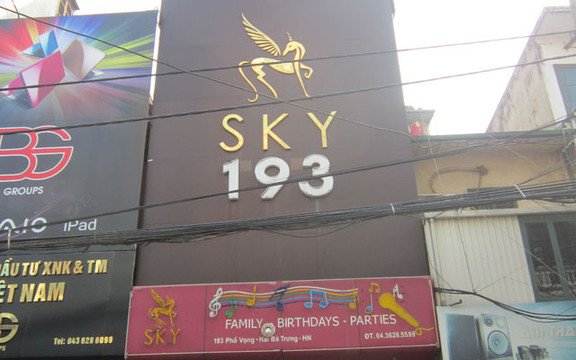 SKY
193
BG
GROUPS
iPad
ẦU TƯ XNK & TM
ỆT NAM
Tel: 043 628 6099
G
SKY
FAMILY - BIRTHDAYS - PARTIES
193 Phố Vọng - Hai Bà Trưng - HN
ĐT.04.3628.5599